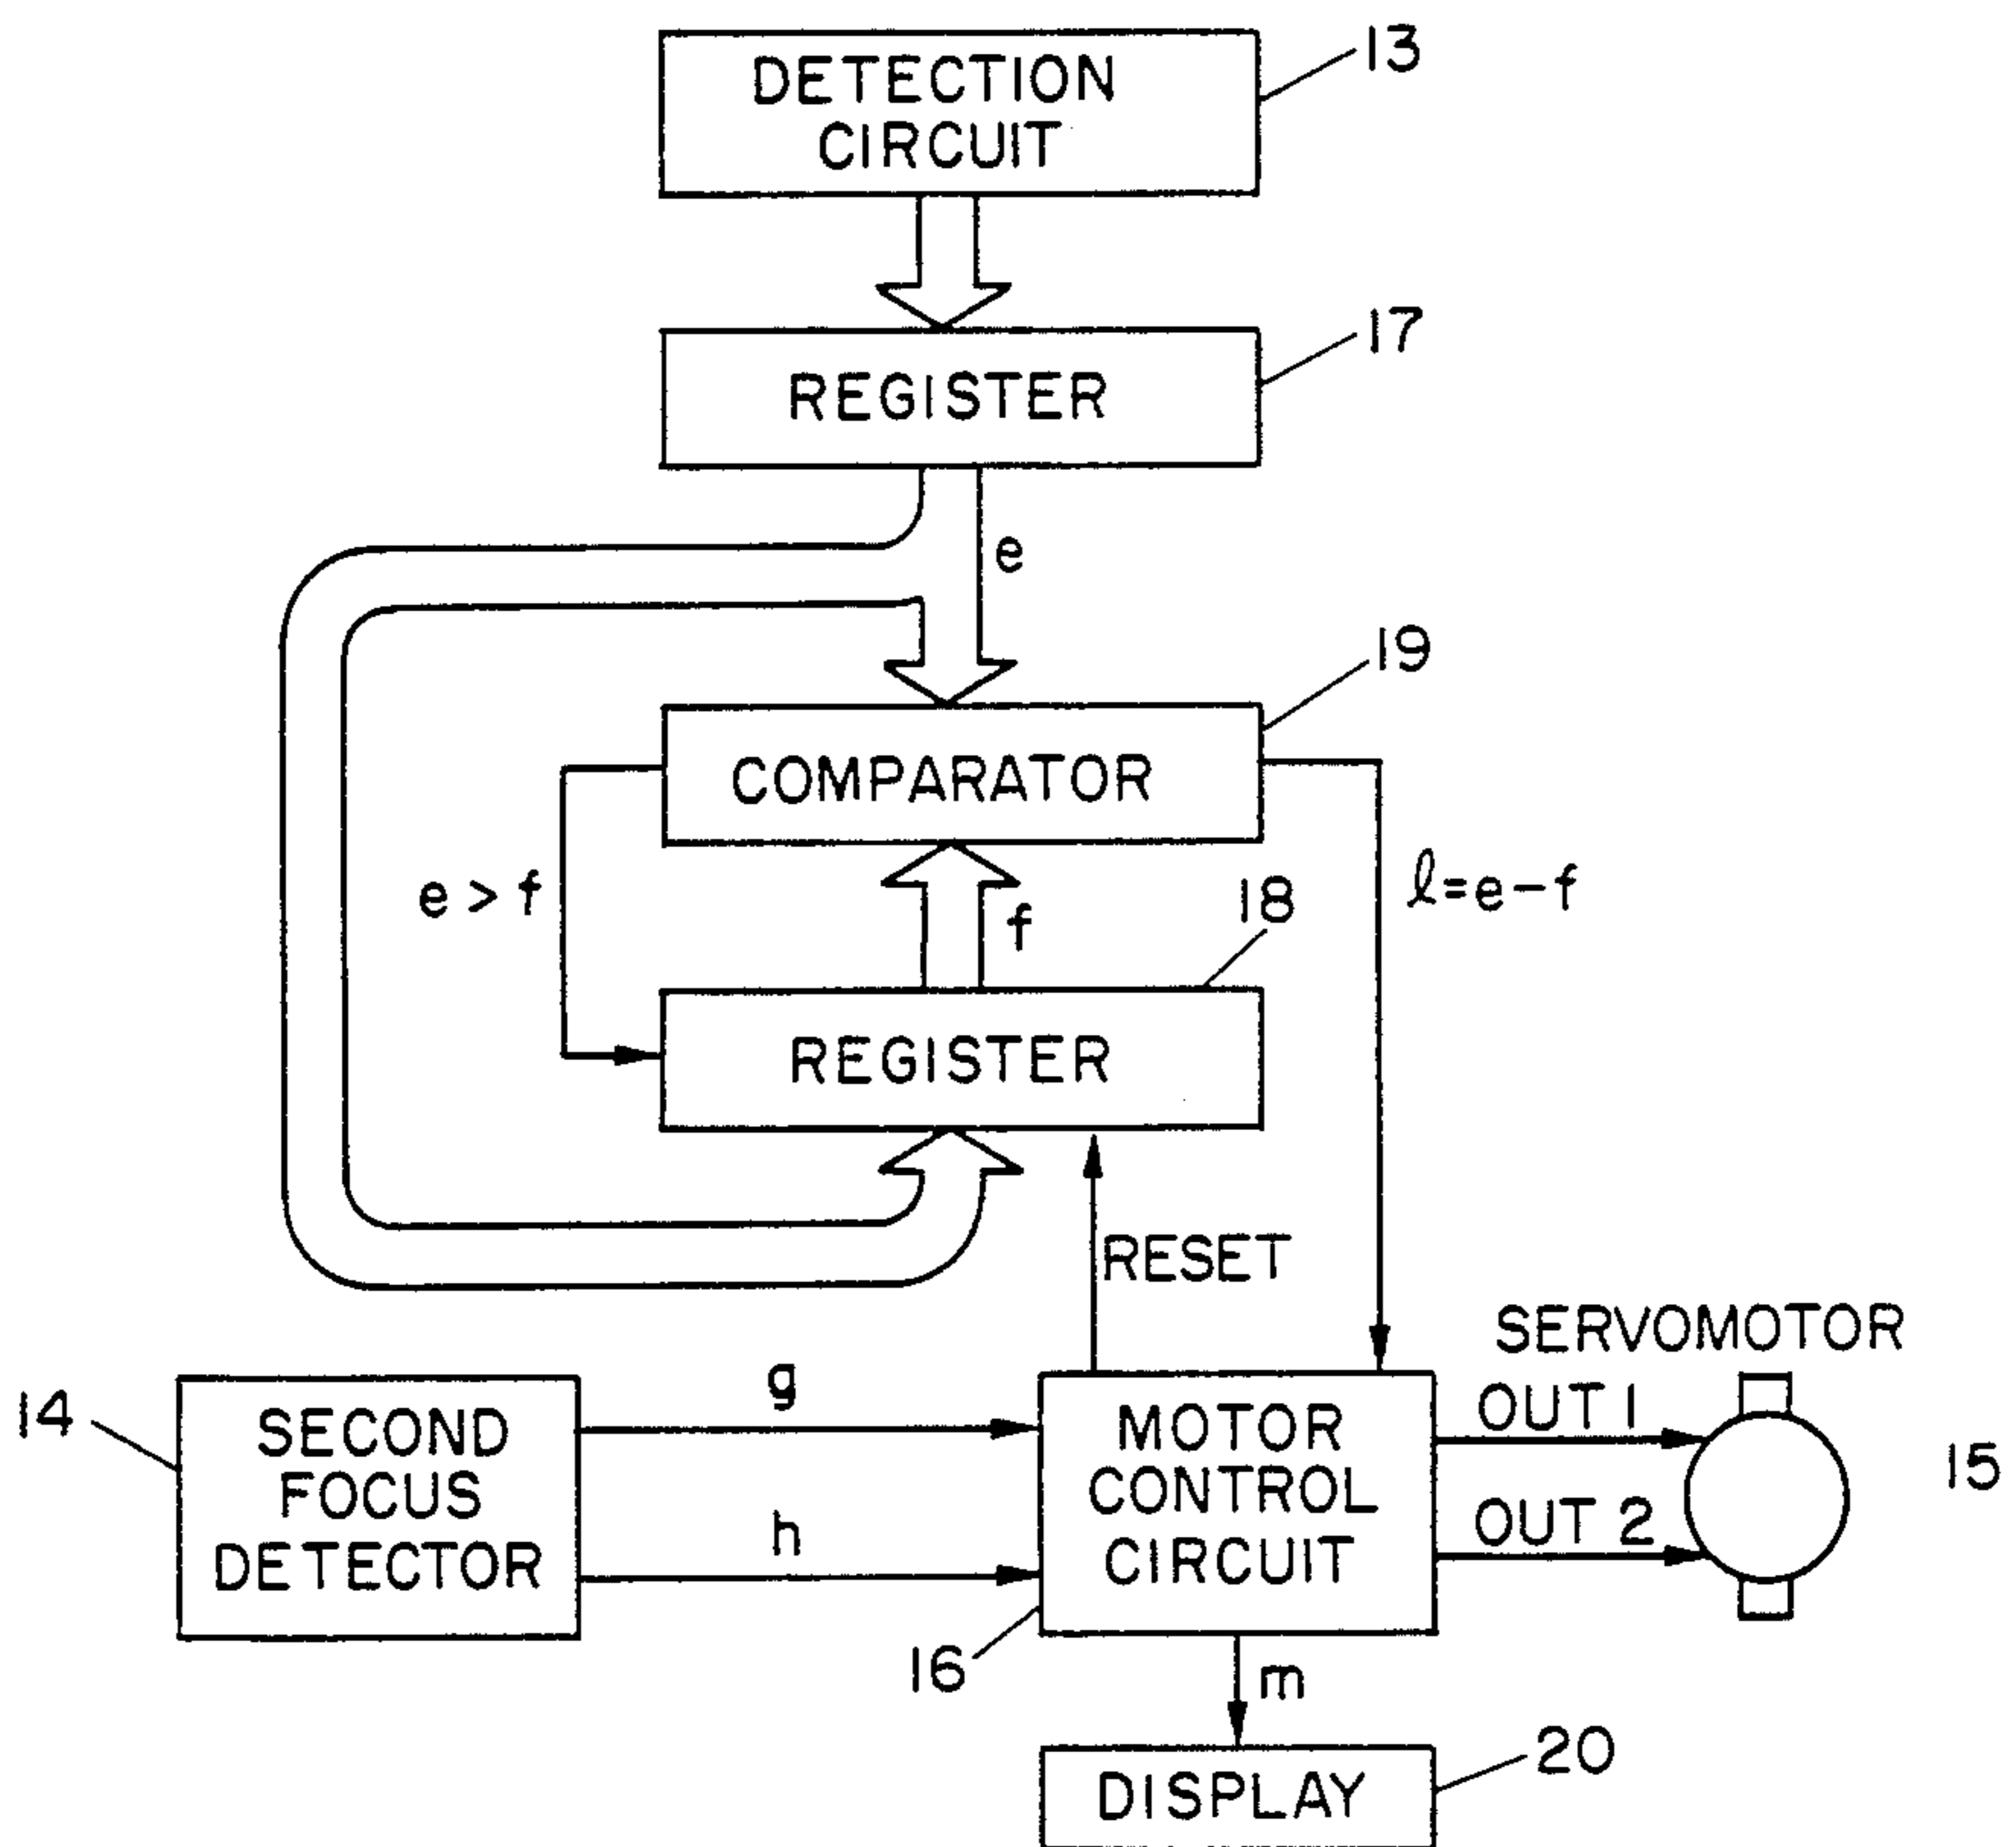 DETECTION
CIRCUIT
13
REGISTER
17
e
19
COMPARATOR
e > f
f
18
ℓ=e-f
REGISTER
RESET
SERVOMOTOR
14
SECOND
FOCUS
DETECTOR
g
h
MOTOR
CONTROL
CIRCUIT
OUT 1
OUT 2
15
16
m
20
DISPLAY